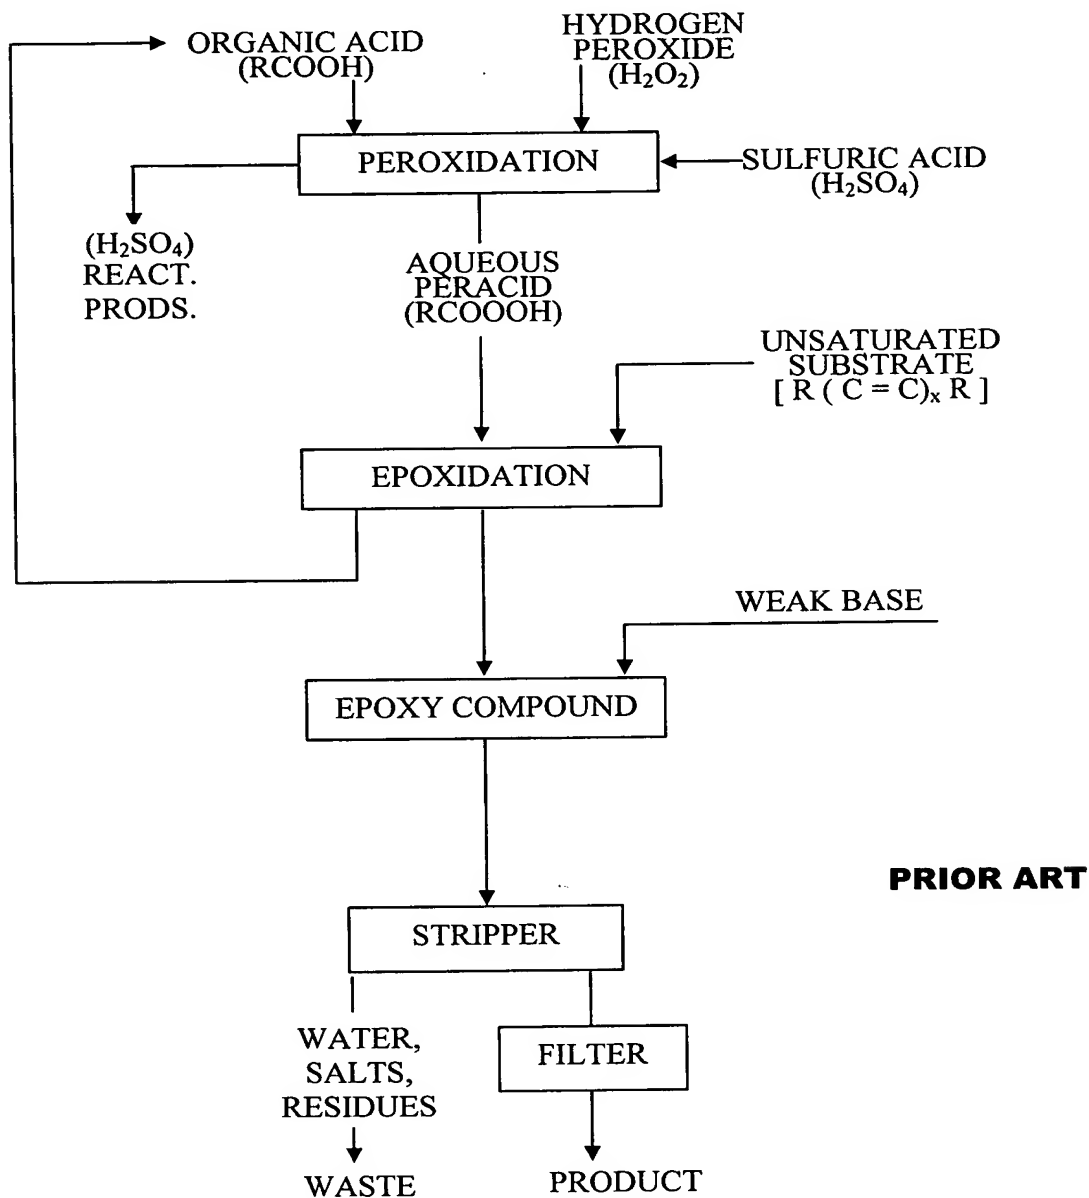 ORGANIC ACID
(RCOOH)
HYDROGEN
PEROXIDE
(H₂O₂)
PEROXIDATION
SULFURIC ACID
(H₂SO₄)
(H₂SO₄)
REACT.
PRODS.
AQUEOUS
PERACID
(RCOOOH)
UNSATURATED
SUBSTRATE
[ R ( C = C)ₓ R ]
EPOXIDATION
WEAK BASE
EPOXY COMPOUND
PRIOR ART
STRIPPER
WATER,
SALTS,
RESIDUES
FILTER
WASTE
PRODUCT